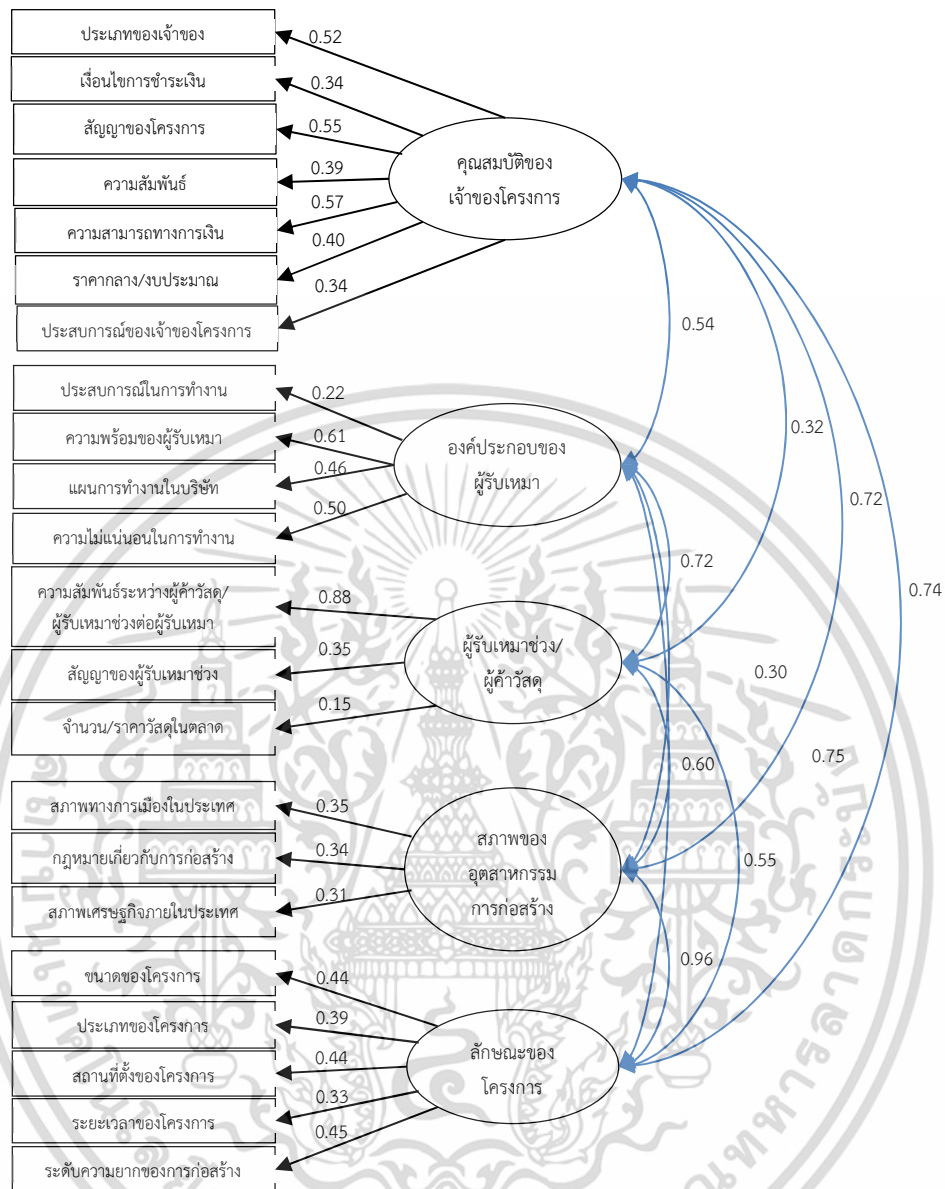 ประเภทของเจ้าของ
0.52
เงื่อนไขการชำระเงิน
0.34
สัญญาของโครงการ
0.55
ความสัมพันธ์
0.39
ความสามารถทางการเงิน
0.57
ราคากลาง/งบประมาณ
0.40
ประสบการณ์ของเจ้าของโครงการ
0.34
คุณสมบัติของ
เจ้าของโครงการ
0.54
ประสบการณ์ในการทำงาน
0.22
ความพร้อมของผู้รับเหมา
0.61
แผนการทำงานในบริษัท
0.46
ความไม่แน่นอนในการทำงาน
0.50
องค์ประกอบของ
ผู้รับเหมา
0.32
0.72
0.72
0.74
ความสัมพันธ์ระหว่างผู้ค้าวัสดุ/
ผู้รับเหมาช่วงต่อผู้รับเหมา
0.88
สัญญาของผู้รับเหมาช่วง
0.35
จำนวน/ราคาวัสดุในตลาด
0.15
ผู้รับเหมาช่วง/
ผู้ค้าวัสดุ
0.30
0.60
0.75
สภาพทางการเมืองในประเทศ
0.35
กฎหมายเกี่ยวกับการก่อสร้าง
0.34
สภาพเศรษฐกิจภายในประเทศ
0.31
สภาพของ
อุตสาหกรรม
การก่อสร้าง
0.55
0.96
ขนาดของโครงการ
0.44
ประเภทของโครงการ
0.39
สถานที่ตั้งของโครงการ
0.44
ระยะเวลาของโครงการ
0.33
ระดับความยากของการก่อสร้าง
0.45
ลักษณะของ
โครงการ